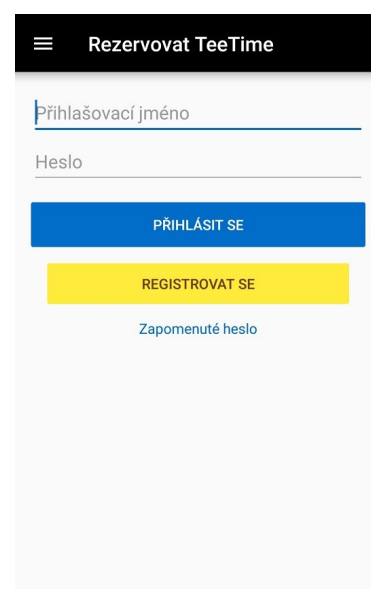 Rezervovat TeeTime
Přihlašovací jméno
Heslo
PŘIHLÁSIT SE
REGISTROVAT SE
Zapomenuté heslo